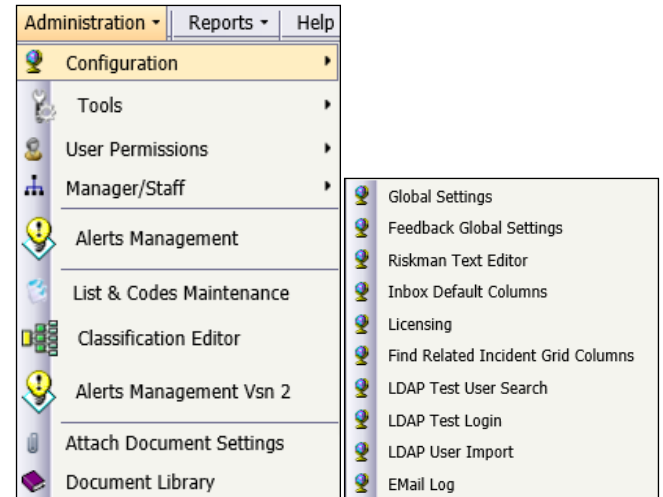 Administration Reports Help
Configuration
Tools
User Permissions
Manager/Staff
Alerts Management
List & Codes Maintenance
Classification Editor
Alerts Management Vsn 2
Attach Document Settings
Document Library
Global Settings
Feedback Global Settings
Riskman Text Editor
Inbox Default Columns
Licensing
Find Related Incident Grid Columns
LDAP Test User Search
LDAP Test Login
LDAP User Import
EMail Log